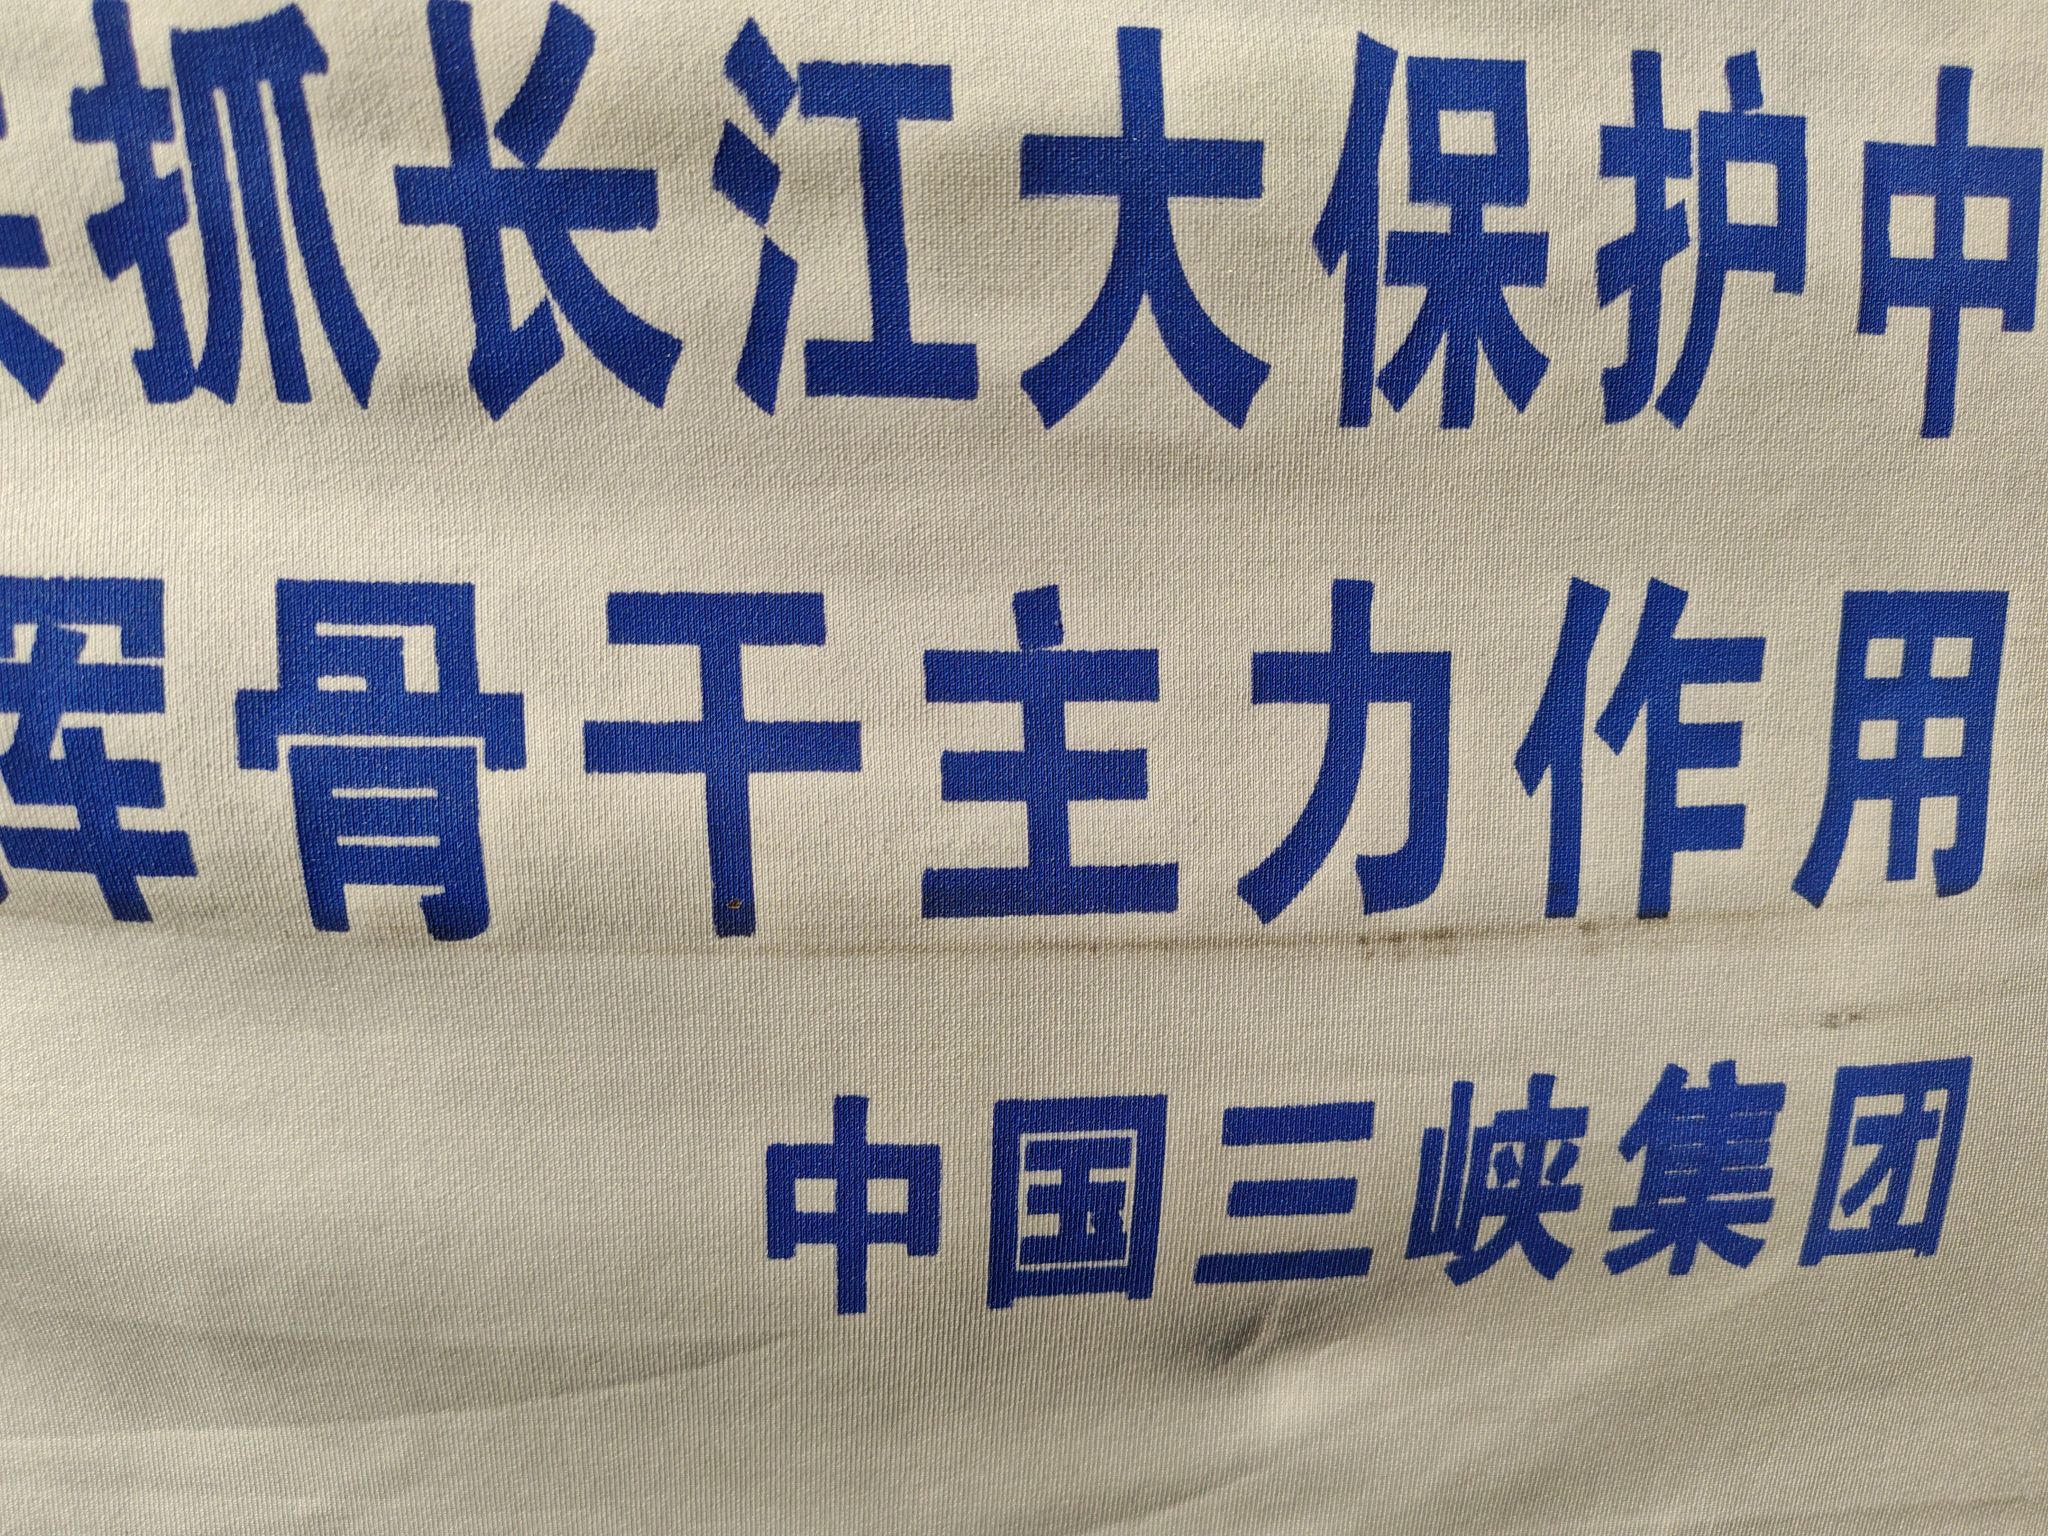 抓长江大保护中
挥骨干主力作用
中国三峡集团